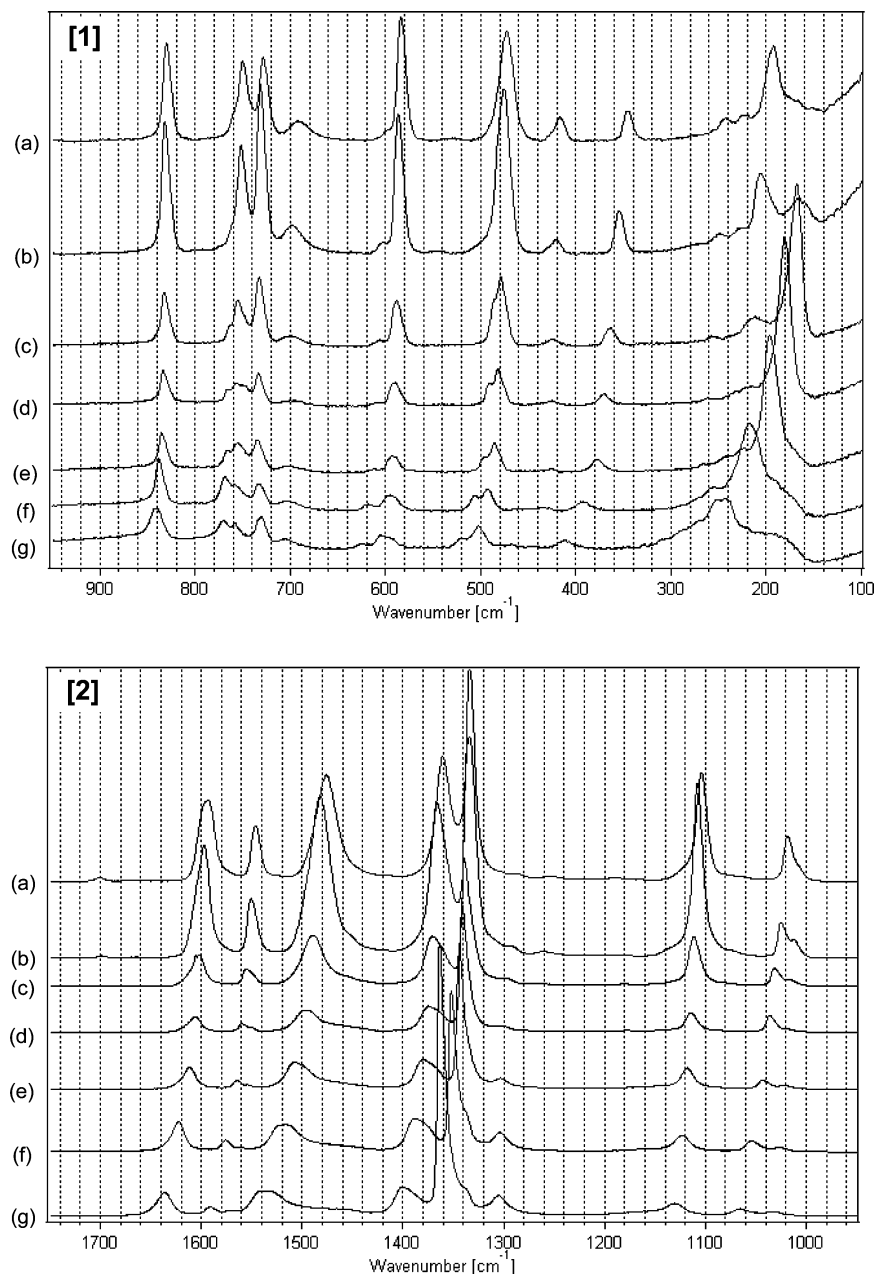 [1]
(a)
(b)
(c)
(d)
(e)
(f)
(g)
900 800 700 600 500 400 300 200 100
Wavenumber [cm⁻¹]
[2]
(a)
(b)
(c)
(d)
(e)
(f)
(g)
1700 1600 1500 1400 1300 1200 1100 1000
Wavenumber [cm⁻¹]